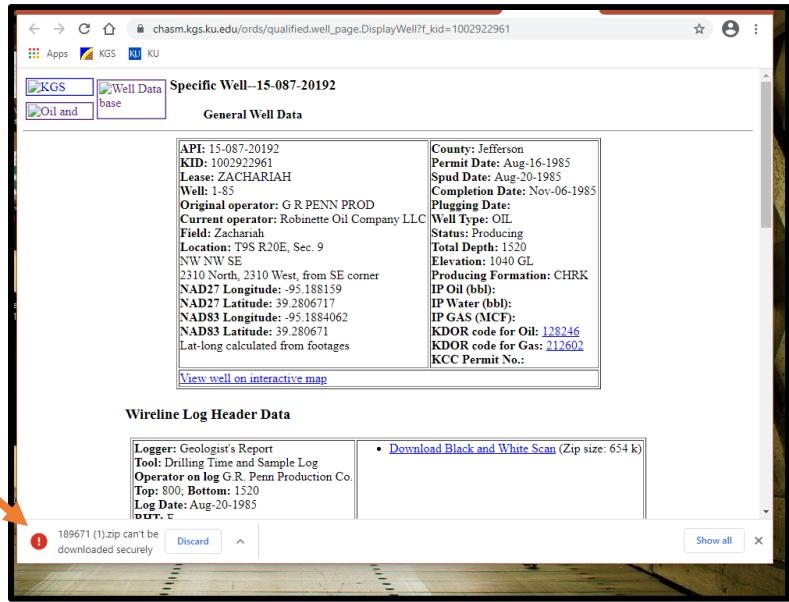 chasm.kgs.ku.edu/ords/qualified.well_page.DisplayWell?f_kid=1002922961
Apps KGS KU KU
KGS
Well Data base
Oil and
Specific Well--15-087-20192
General Well Data
API: 15-087-20192
KID: 1002922961
Lease: ZACHARIAH
Well: 1-85
Original operator: G R PENN PROD
Current operator: Robinette Oil Company LLC
Field: Zachariah
Location: T9S R20E, Sec. 9
NW NW SE
2310 North, 2310 West, from SE corner
NAD27 Longitude: -95.188159
NAD27 Latitude: 39.2806717
NAD83 Longitude: -95.1884062
NAD83 Latitude: 39.280671
Lat-long calculated from footages
County: Jefferson
Permit Date: Aug-16-1985
Spud Date: Aug-20-1985
Completion Date: Nov-06-1985
Plugging Date:
Well Type: OIL
Status: Producing
Total Depth: 1520
Elevation: 1040 GL
Producing Formation: CHRK
IP Oil (bbl):
IP Water (bbl):
IP GAS (MCF):
KDOR code for Oil: 128246
KDOR code for Gas: 212602
KCC Permit No.:
View well on interactive map
Wireline Log Header Data
Logger: Geologist's Report
Tool: Drilling Time and Sample Log
Operator on log G.R. Penn Production Co.
Top: 800; Bottom: 1520
Log Date: Aug-20-1985
BHT: F
• Download Black and White Scan (Zip size: 654 k)
189671 (1).zip can't be
downloaded securely
Discard
Show all